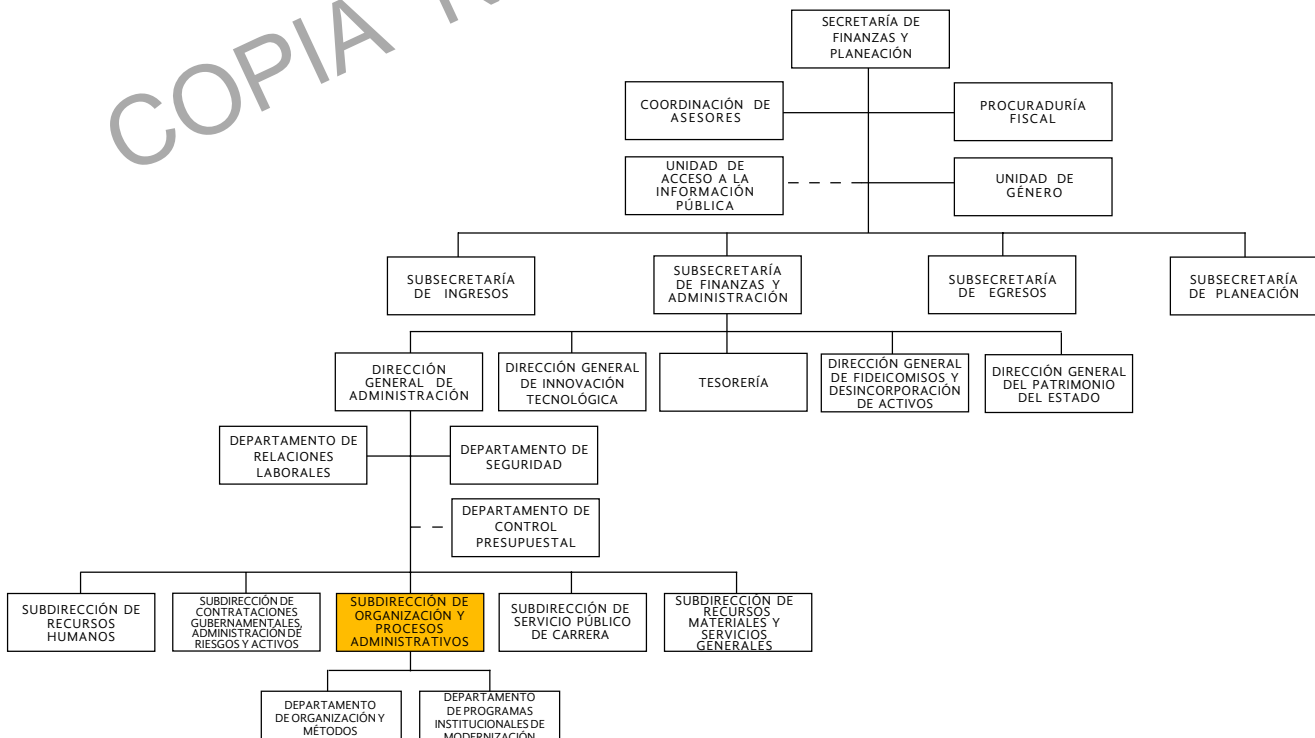 COPIA
SECRETARÍA DE
FINANZAS Y
PLANEACIÓN
COORDINACIÓN DE
ASESORES
PROCURADURÍA
FISCAL
UNIDAD DE
ACCESO A LA
INFORMACIÓN
PÚBLICA
UNIDAD DE
GÉNERO
SUBSECRETARÍA
DE INGRESOS
SUBSECRETARÍA
DE FINANZAS Y
ADMINISTRACIÓN
SUBSECRETARÍA
DE EGRESOS
SUBSECRETARÍA
DE PLANEACIÓN
DIRECCIÓN
GENERAL DE
ADMINISTRACIÓN
DIRECCIÓN GENERAL
DE INNOVACIÓN
TECNOLÓGICA
TESORERÍA
DIRECCIÓN GENERAL
DE FIDEICOMISOS Y
DESINCORPORACIÓN
DE ACTIVOS
DIRECCIÓN GENERAL
DEL PATRIMONIO
DEL ESTADO
DEPARTAMENTO DE
RELACIONES
LABORALES
DEPARTAMENTO DE
SEGURIDAD
DEPARTAMENTO DE
CONTROL
PRESUPUESTAL
SUBDIRECCIÓN DE
RECURSOS
HUMANOS
SUBDIRECCIÓN DE
CONTRATACIONES
GUBERNAMENTALES,
ADMINISTRACIÓN DE
RIESGOS Y ACTIVOS
SUBDIRECCIÓN DE
ORGANIZACIÓN Y
PROCESOS
ADMINISTRATIVOS
SUBDIRECCIÓN DE
SERVICIO PÚBLICO
DE CARRERA
SUBDIRECCIÓN DE
RECURSOS
MATERIALES Y
SERVICIOS
GENERALES
DEPARTAMENTO
DE ORGANIZACIÓN Y
MÉTODOS
DEPARTAMENTO
DE PROGRAMAS
INSTITUCIONALES DE
MODERNIZACIÓN